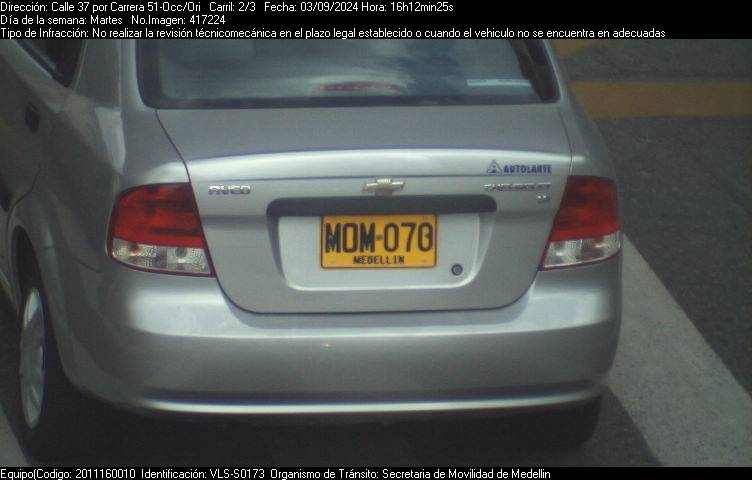 Dirección: Calle 37 por Carrera 51-Occ/Ori Carril: 2/3 Fecha: 03/09/2024 Hora: 16h12min25s
Día de la semana: Martes No.Imagen: 417224
Tipo de Infracción: No realizar la revisión técnicomecánica en el plazo legal establecido o cuando el vehiculo no se encuentra en adecuadas
AUTOLARTE
AVEO
CHEVROLET
MOM-070
MEDELLIN
Equipo(Codigo: 2011160010 Identificación: VLS-S0173 Organismo de Tránsito: Secretaria de Movilidad de Medellin